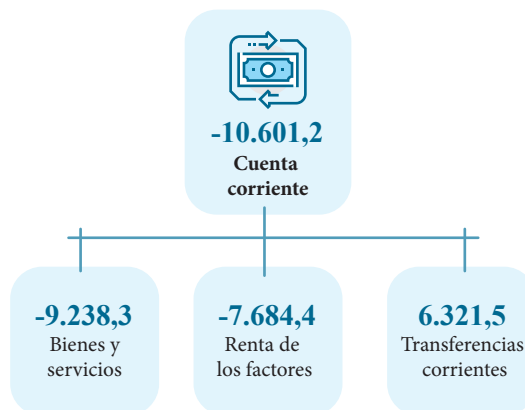 -10.601,2
Cuenta
corriente
-9.238,3
Bienes y
servicios
-7.684,4
Renta de
los factores
6.321,5
Transferencias
corrientes